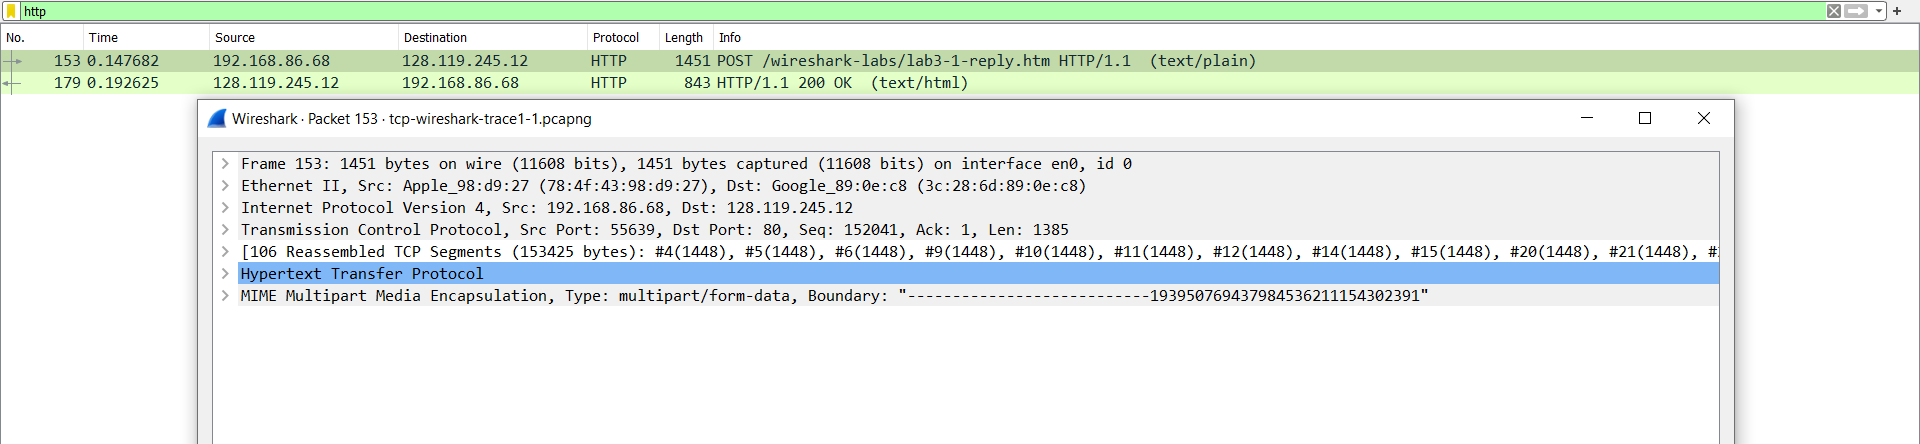 http
No. Time Source Destination Protocol Length Info
153 0.147682 192.168.86.68 128.119.245.12 HTTP 1451 POST /wireshark-labs/lab3-1-reply.htm HTTP/1.1 (text/plain)
179 0.192625 128.119.245.12 192.168.86.68 HTTP 843 HTTP/1.1 200 OK (text/html)
Wireshark · Packet 153 · tcp-wireshark-trace1-1.pcapng
Frame 153: 1451 bytes on wire (11608 bits), 1451 bytes captured (11608 bits) on interface en0, id 0
Ethernet II, Src: Apple_98:d9:27 (78:4f:43:98:d9:27), Dst: Google_89:0e:c8 (3c:28:6d:89:0e:c8)
Internet Protocol Version 4, Src: 192.168.86.68, Dst: 128.119.245.12
Transmission Control Protocol, Src Port: 55639, Dst Port: 80, Seq: 152041, Ack: 1, Len: 1385
[106 Reassembled TCP Segments (153425 bytes): #4(1448), #5(1448), #6(1448), #9(1448), #10(1448), #11(1448), #12(1448), #14(1448), #15(1448), #20(1448), #21(1448),
Hypertext Transfer Protocol
MIME Multipart Media Encapsulation, Type: multipart/form-data, Boundary: "---------------------------193950769437984536211154302391"